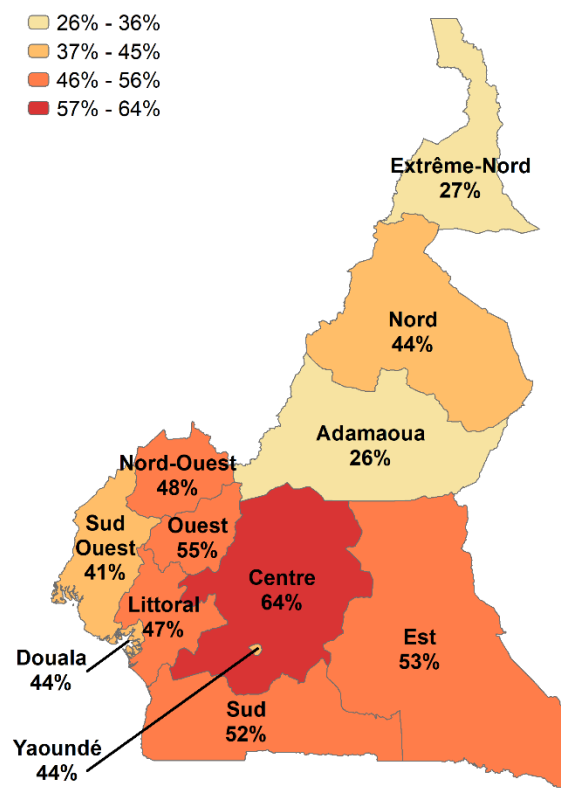 26% - 36%
37% - 45%
46% - 56%
57% - 64%
Extrême-Nord
27%
Nord
44%
Adamaoua
26%
Nord-Ouest
48%
Sud
Ouest
41%
Ouest
55%
Centre
64%
Littoral
47%
Est
53%
Douala
44%
Sud
52%
Yaoundé
44%